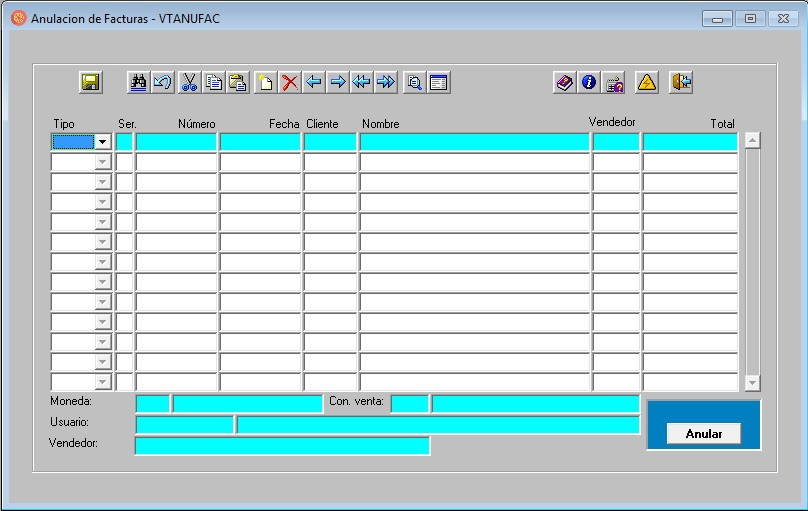 Anulacion de Facturas - VTANUFAC
Tipo Ser. Número Fecha Cliente Nombre Vendedor Total
Moneda: Con. venta:
Usuario:
Vendedor:
Anular